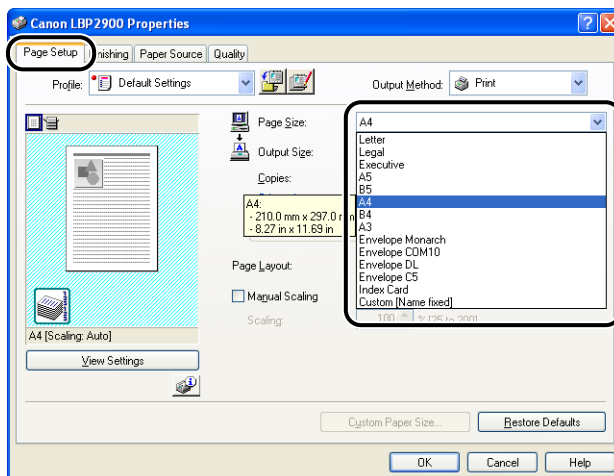 Canon LBP2900 Properties
Page Setup Finishing Paper Source Quality
Profile: Default Settings Output Method: Print
Page Size: A4
Output Size:
Copies:
Letter
Legal
Executive
A5
B5
A4
B4
A3
Envelope Monarch
Envelope COM10
Envelope DL
Envelope C5
Index Card
Custom [Name fixed]
A4:
- 210.0 mm x 297.0 m
- 8.27 in x 11.69 in
Page Layout:
Manual Scaling
Scaling: 100 % [25 to 200]
A4 [Scaling: Auto]
View Settings
Custom Paper Size... Restore Defaults
OK Cancel Help